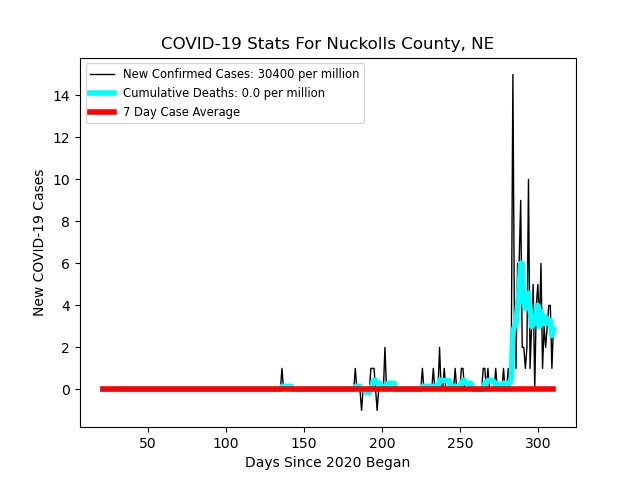 COVID-19 Stats For Nuckolls County, NE
New Confirmed Cases: 30400 per million
Cumulative Deaths: 0.0 per million
7 Day Case Average
New COVID-19 Cases
14
12
10
8
6
4
2
0
50 100 150 200 250 300
Days Since 2020 Began